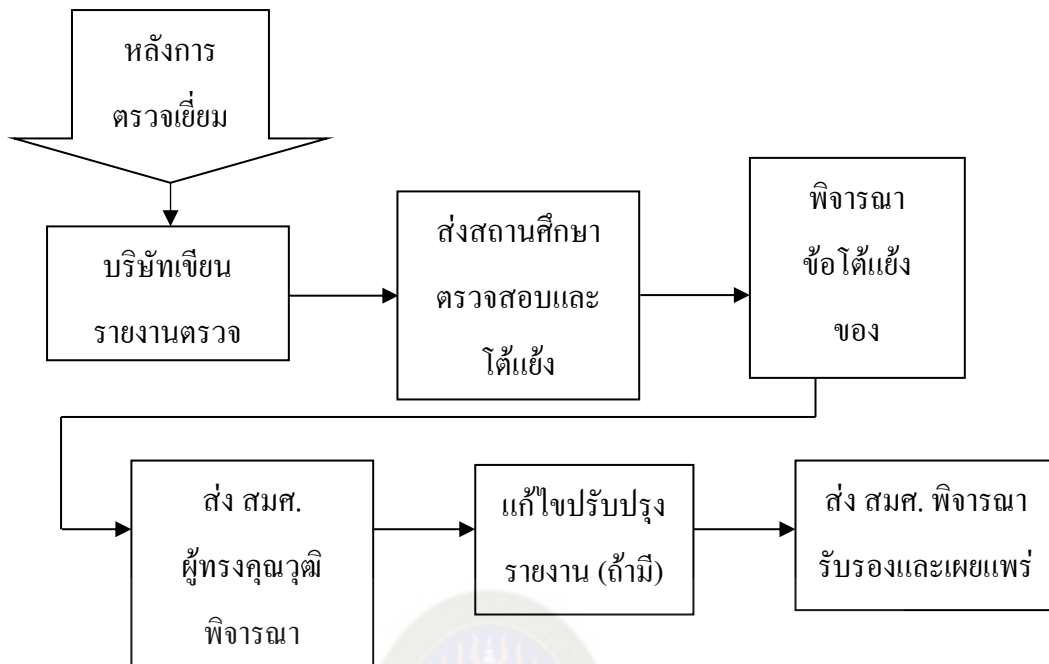 หลังการ
ตรวจเยี่ยม
บริษัทเขียน
รายงานตรวจ
ส่งสถานศึกษา
ตรวจสอบและ
โต้แย้ง
พิจารณา
ข้อโต้แย้ง
ของ
ส่ง สมศ.
ผู้ทรงคุณวุฒิ
พิจารณา
แก้ไขปรับปรุง
รายงาน (ถ้ามี)
ส่ง สมศ. พิจารณา
รับรองและเผยแพร่